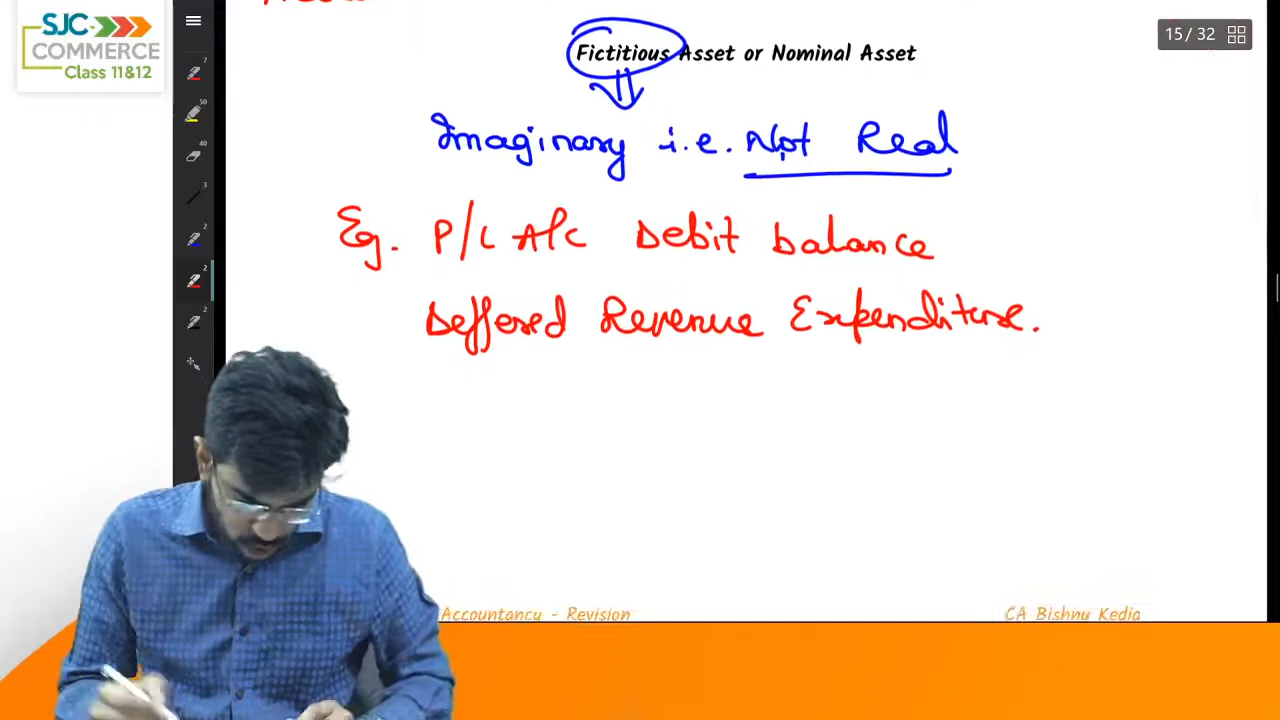 SJC
COMMERCE
Class 11&12
15/32
Fictitious Asset or Nominal Asset
Imaginary i.e. Not Real
Eg. P/L A/c Debit balance
Deffered Revenue Expenditure.
Accountancy - Revision
CA Bishnu Kedia